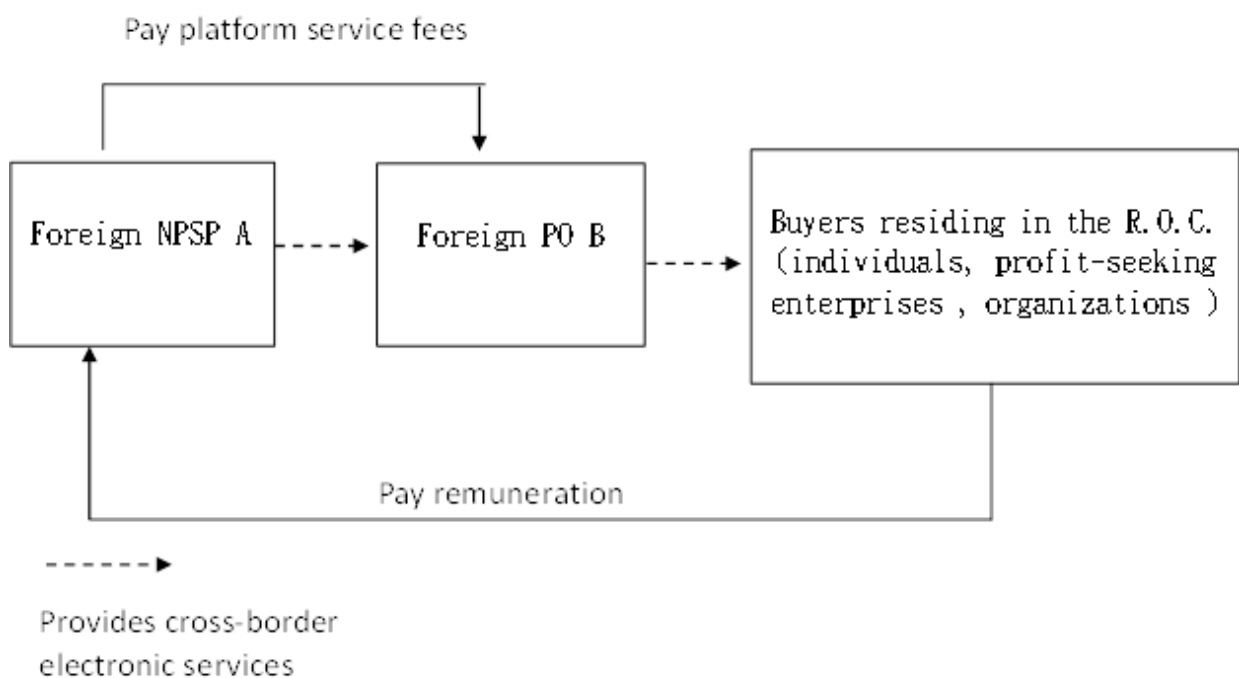 Pay platform service fees
Foreign NPSP A
Foreign PO B
Buyers residing in the R.O.C.
(individuals, profit-seeking
enterprises , organizations )
Pay remuneration
Provides cross-border
electronic services